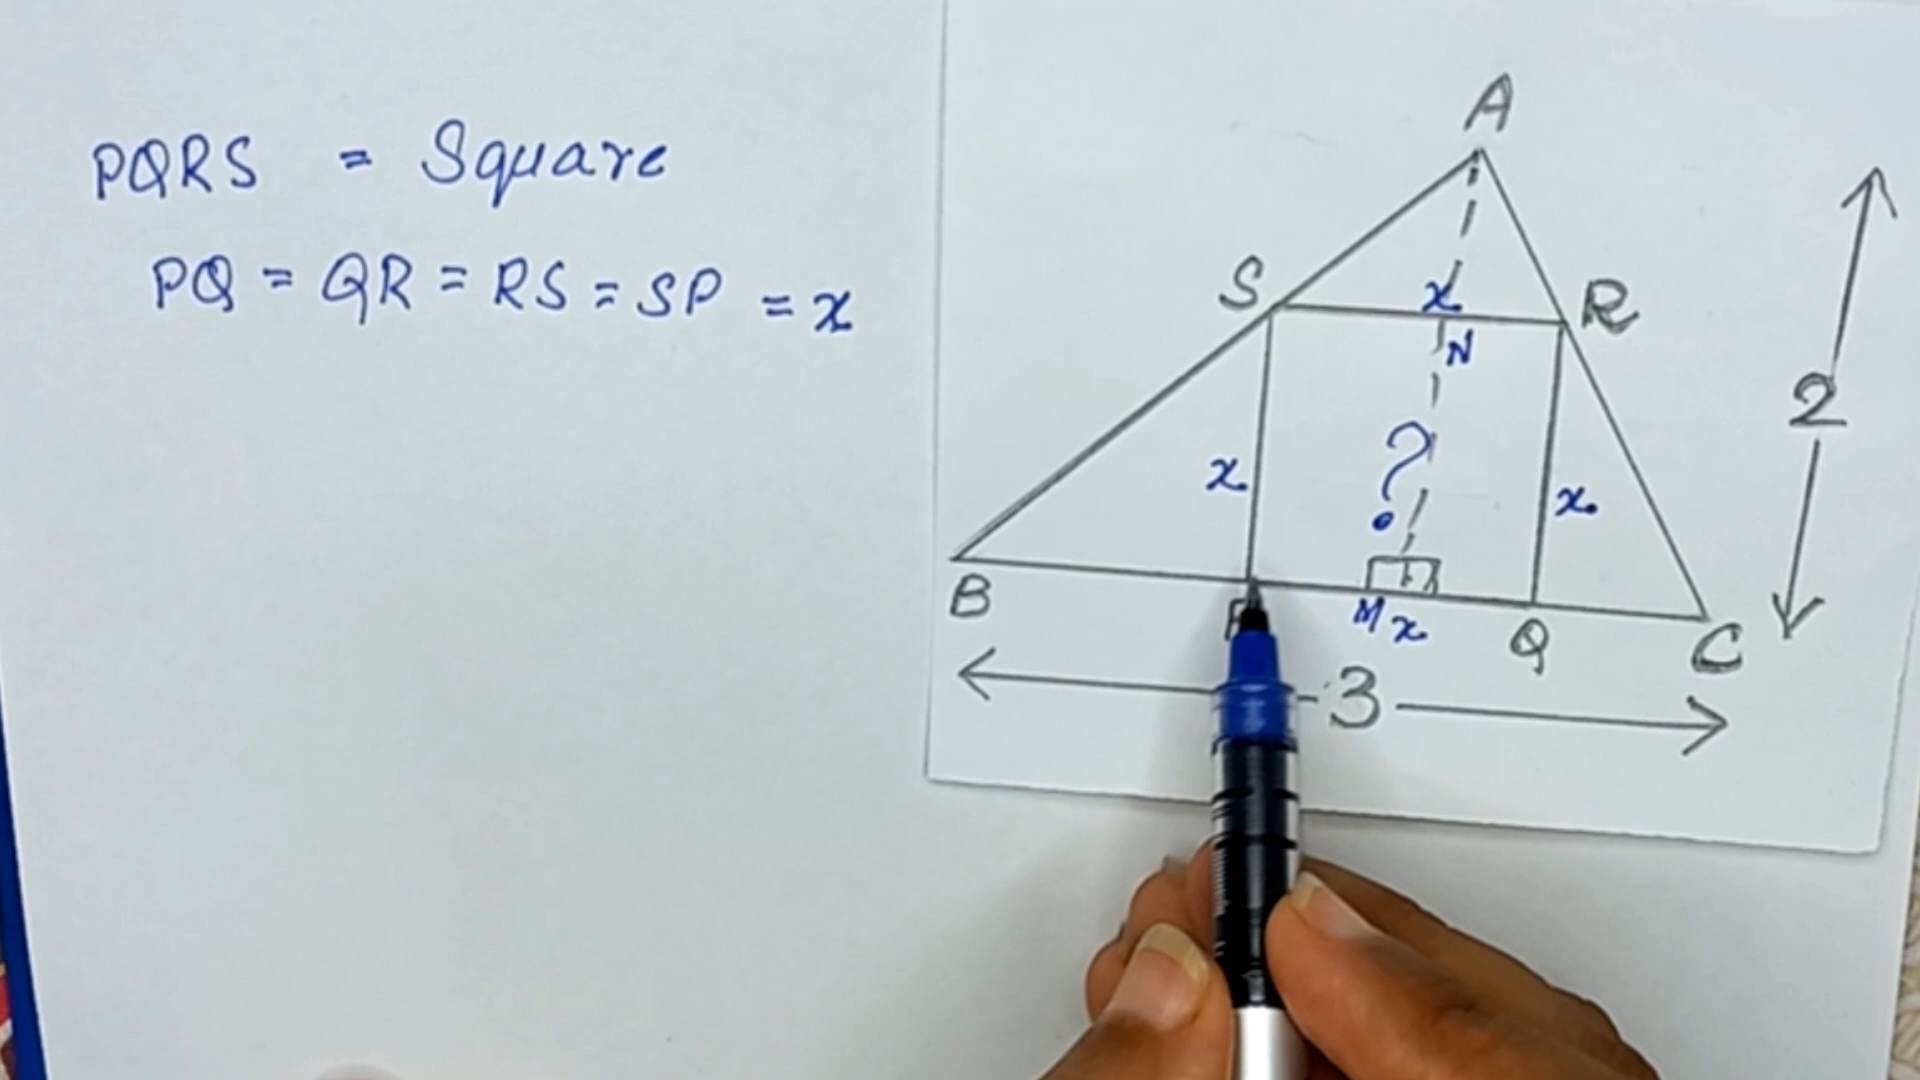 PQRS = Square
PQ = QR = RS = SP = x
A
S
x
R
N
2
x
?
x
B
M
x
Q
C
3